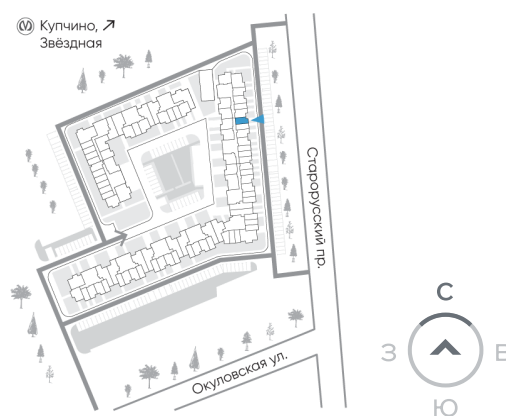 Купчино, ↗
Звёздная
Старорусский пр.
Окуловская ул.
С
З
В
Ю